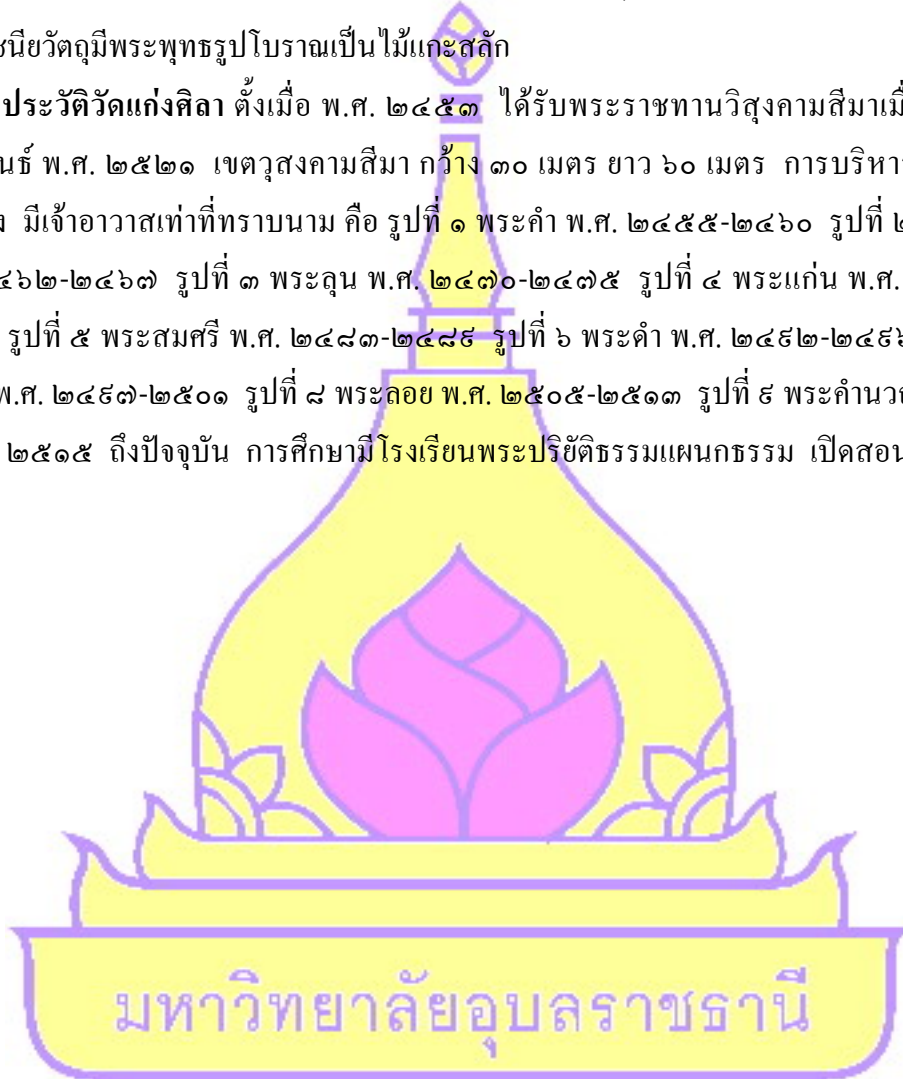 ชนียวัตถุมีพระพุทธรูปโบราณเป็นไม้แกะสลัก
ประวัติวัดแก่งศิลา ตั้งเมื่อ พ.ศ. ๒๔๕๓ ได้รับพระราชทานวิสุงคามสีมาเมื่
นธ์ พ.ศ. ๒๕๒๑ เขตวุสงคามสีมา กว้าง ๓๐ เมตร ยาว ๖๐ เมตร การบริหา
ง มีเจ้าอาวาสเท่าที่ทราบนาม คือ รูปที่ ๑ พระคำ พ.ศ. ๒๔๕๕-๒๔๖๐ รูปที่ ๒
๔๖๒-๒๔๖๗ รูปที่ ๓ พระลุน พ.ศ. ๒๔๗๐-๒๔๗๕ รูปที่ ๔ พระแก่น พ.ศ.
รูปที่ ๕ พระสมศรี พ.ศ. ๒๔๘๓-๒๔๘๙ รูปที่ ๖ พระดำ พ.ศ. ๒๔๙๒-๒๔๙๖
พ.ศ. ๒๔๙๗-๒๕๐๑ รูปที่ ๘ พระลอย พ.ศ. ๒๕๐๕-๒๕๑๓ รูปที่ ๙ พระคำนวณ
๒๕๑๕ ถึงปัจจุบัน การศึกษามีโรงเรียนพระปริยัติธรรมแผนกธรรม เปิดสอน
มหาวิทยาลัยอุบลราชธานี